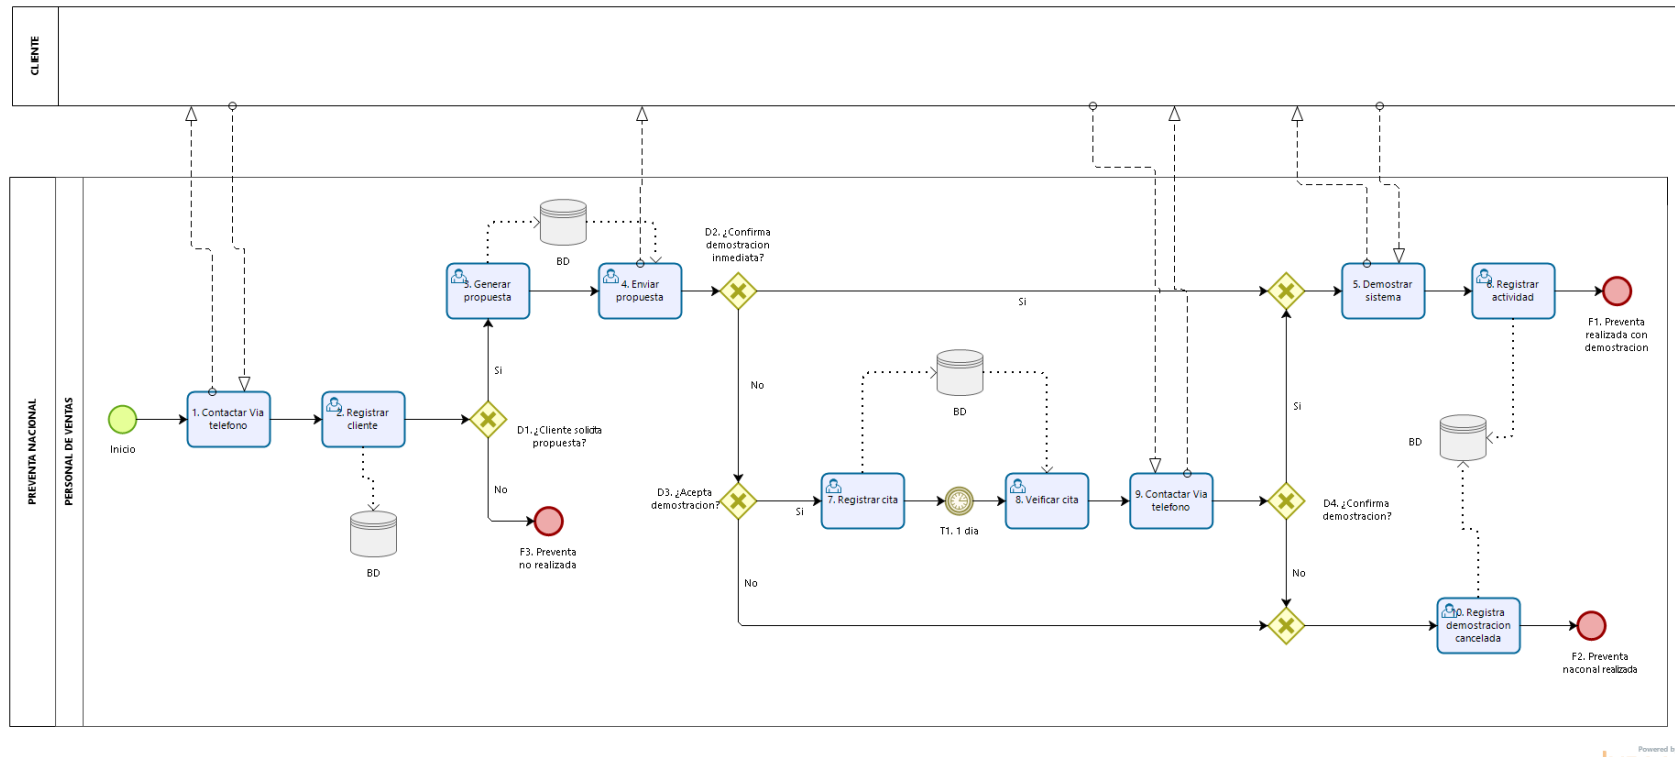 CLIENTE
PREVENTA NACIONAL
PERSONAL DE VENTAS
Inicio
1. Contactar Via
telefono
2. Registrar
cliente
BD
D1. ¿Cliente solicita
propuesta?
Si
No
F3. Preventa
no realizada
3. Generar
propuesta
BD
4. Enviar
propuesta
D2. ¿Confirma
demostracion
inmediata?
Si
No
D3. ¿Acepta
demostracion?
Si
No
7. Registrar cita
BD
T1. 1 dia
8. Veificar cita
9. Contactar Via
telefono
D4. ¿Confirma
demostracion?
Si
No
5. Demostrar
sistema
6. Registrar
actividad
F1. Preventa
realizada con
demostracion
BD
10. Registra
demostracion
cancelada
F2. Preventa
naconal realizada
Powered